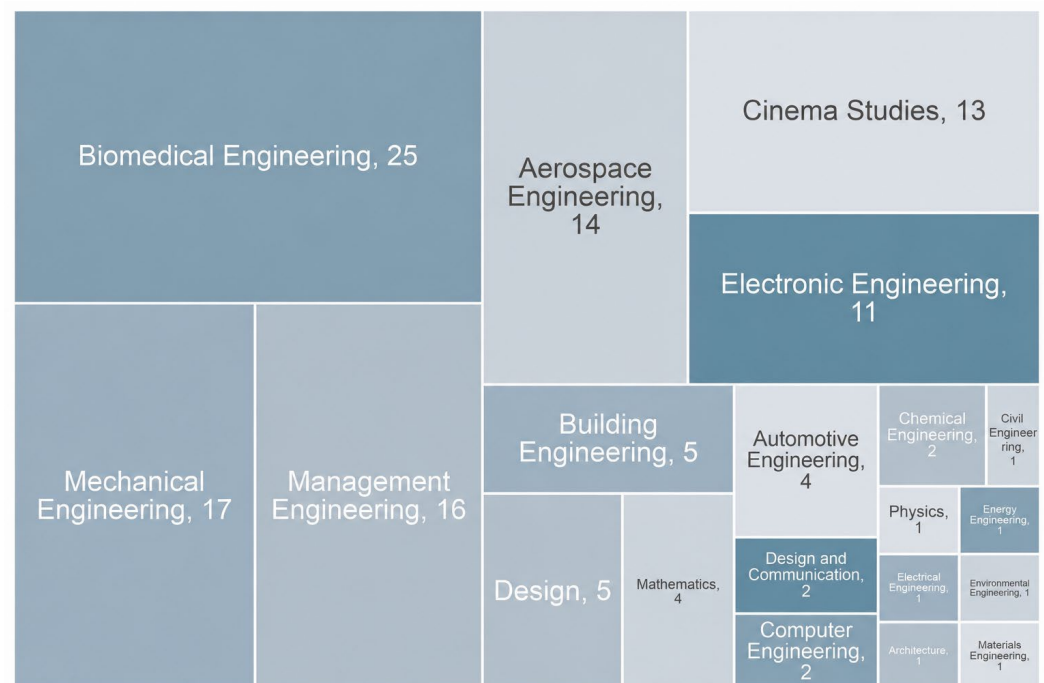 Biomedical Engineering, 25
Mechanical
Engineering, 17
Management
Engineering, 16
Aerospace
Engineering,
14
Cinema Studies, 13
Electronic Engineering,
11
Building
Engineering, 5
Design, 5
Mathematics,
4
Automotive
Engineering,
4
Design and
Communication,
2
Computer
Engineering,
2
Chemical
Engineering,
2
Civil
Engineer
ring,
1
Physics,
1
Energy
Engineering,
1
Electrical
Engineering,
1
Environmental
Engineering, 1
Architecture,
1
Materials
Engineering,
1